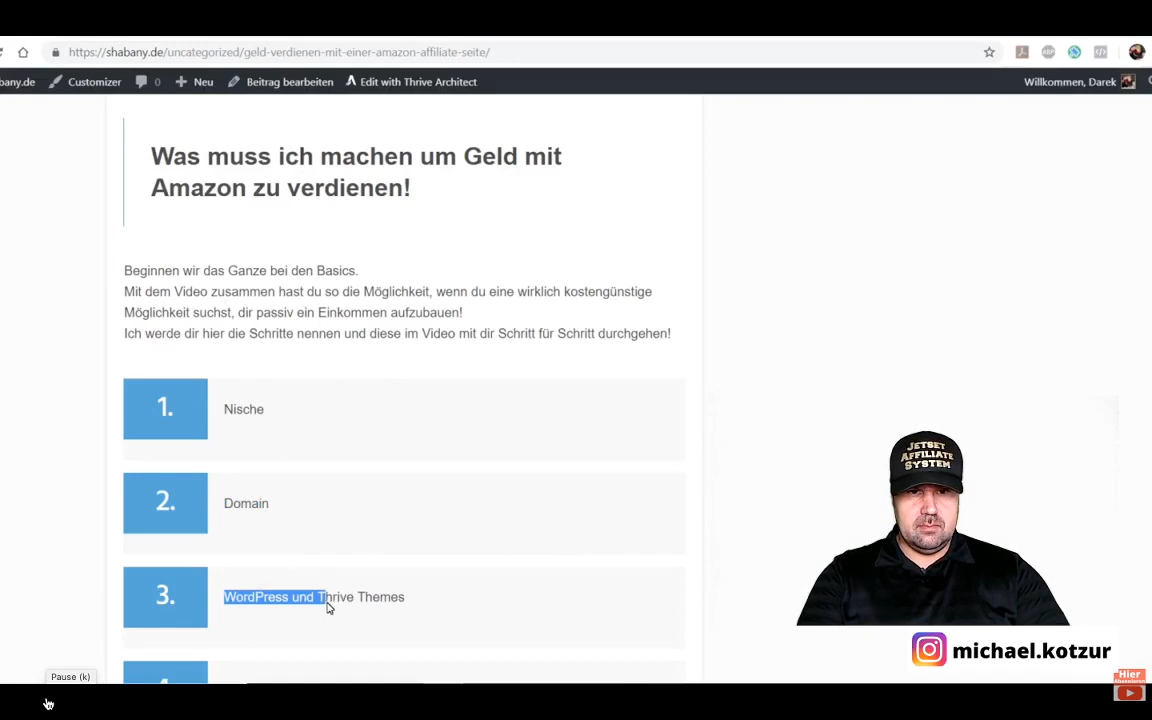 https://shabany.de/uncategorized/geld-verdienen-mit-einer-amazon-affiliate-seite/
ABP
bany.de Customizer 0 Neu Beitrag bearbeiten Edit with Thrive Architect Willkommen, Darek
Was muss ich machen um Geld mit
Amazon zu verdienen!
Beginnen wir das Ganze bei den Basics.
Mit dem Video zusammen hast du so die Möglichkeit, wenn du eine wirklich kostengünstige
Möglichkeit suchst, dir passiv ein Einkommen aufzubauen!
Ich werde dir hier die Schritte nennen und diese im Video mit dir Schritt für Schritt durchgehen!
1. Nische
2. Domain
3. WordPress und Thrive Themes
JETSET
AFFILIATE
SYSTEM
michael.kotzur
Pause (k)
Hier
Abonnieren